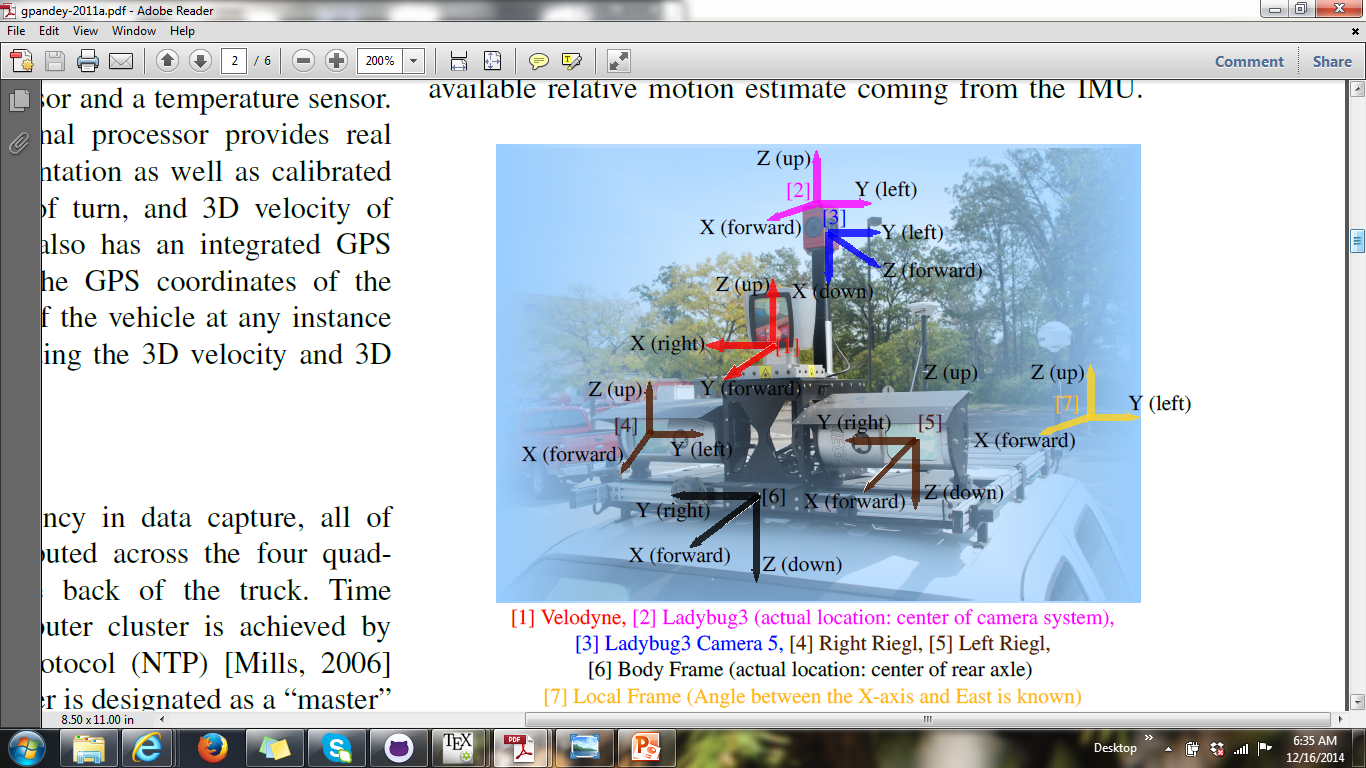 gpandey-2011a.pdf - Adobe Reader
File Edit View Window Help
2 / 6 200% Comment Share
sor and a temperature sensor.
nal processor provides real
ntation as well as calibrated
of turn, and 3D velocity of
also has an integrated GPS
he GPS coordinates of the
f the vehicle at any instance
ing the 3D velocity and 3D
ncy in data capture, all of
outed across the four quad-
back of the truck. Time
puter cluster is achieved by
otocol (NTP) [Mills, 2006]
er is designated as a “master”
available relative motion estimate coming from the IMU.
Z (up)
[2] Y (left)
X (forward) [3] Y (left)
Z (forward)
Z (up) X (down)
X (right) [1]
Y (forward) Z (up) Z (up)
Z (up) [7] Y (left)
[4] Y (right) [5]
X (forward) Y (left) X (forward)
[6] X (forward) Z (down)
Y (right)
X (forward) Z (down)
[1] Velodyne, [2] Ladybug3 (actual location: center of camera system),
[3] Ladybug3 Camera 5, [4] Right Riegl, [5] Left Riegl,
[6] Body Frame (actual location: center of rear axle)
[7] Local Frame (Angle between the X-axis and East is known)
8.50 x 11.00 in
TEX PDF Desktop 6:35 AM
12/16/2014